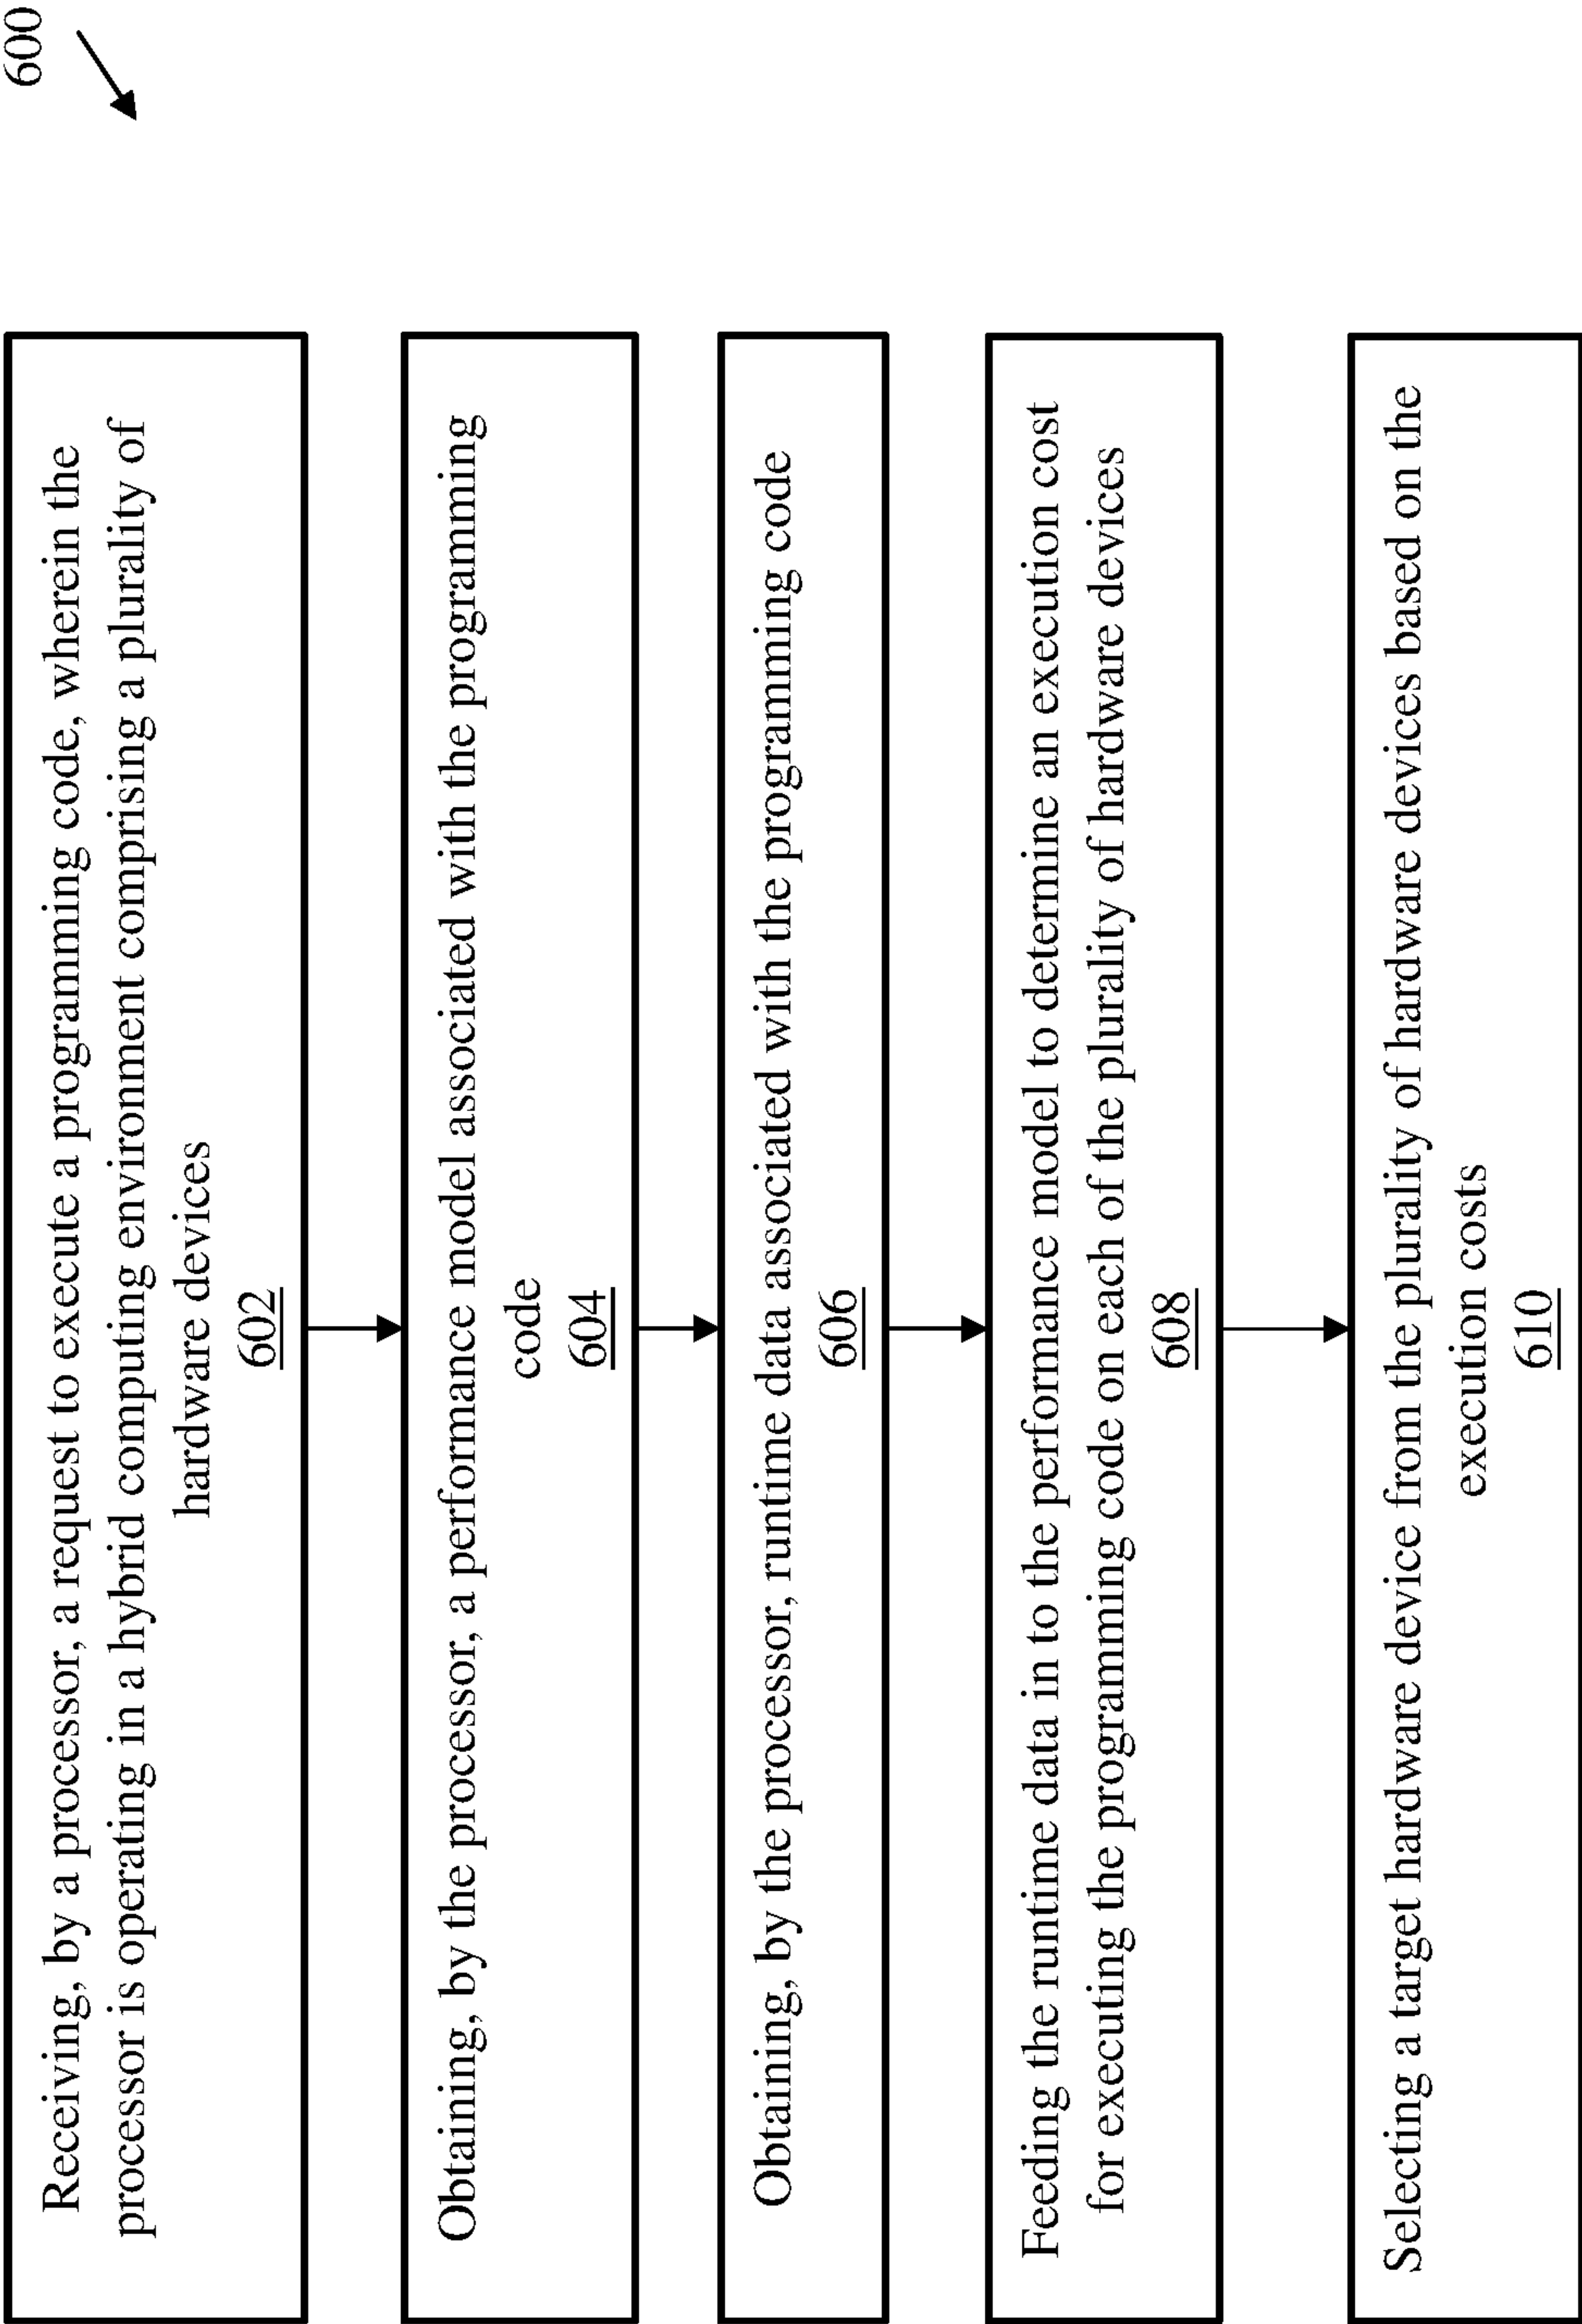 600
Receiving, by a processor, a request to execute a programming code, wherein the
processor is operating in a hybrid computing environment comprising a plurality of
hardware devices
602
Obtaining, by the processor, a performance model associated with the programming
code
604
Obtaining, by the processor, runtime data associated with the programming code
606
Feeding the runtime data in to the performance model to determine an execution cost
for executing the programming code on each of the plurality of hardware devices
608
Selecting a target hardware device from the plurality of hardware devices based on the
execution costs
610